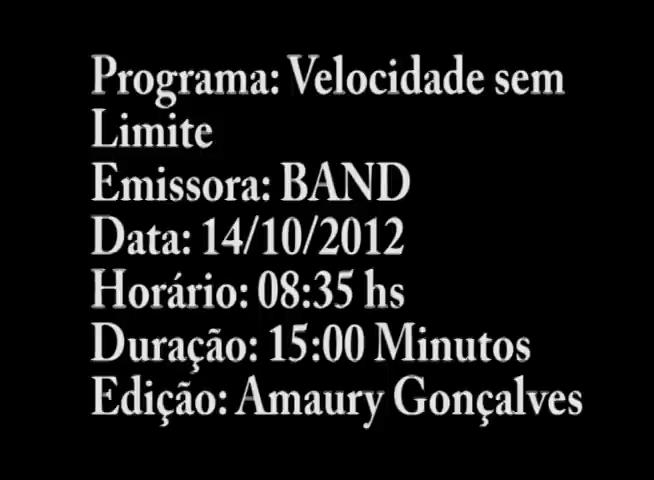 Programa: Velocidade sem
Limite
Emissora: BAND
Data: 14/10/2012
Horário: 08:35 hs
Duração: 15:00 Minutos
Edição: Amaury Gonçalves